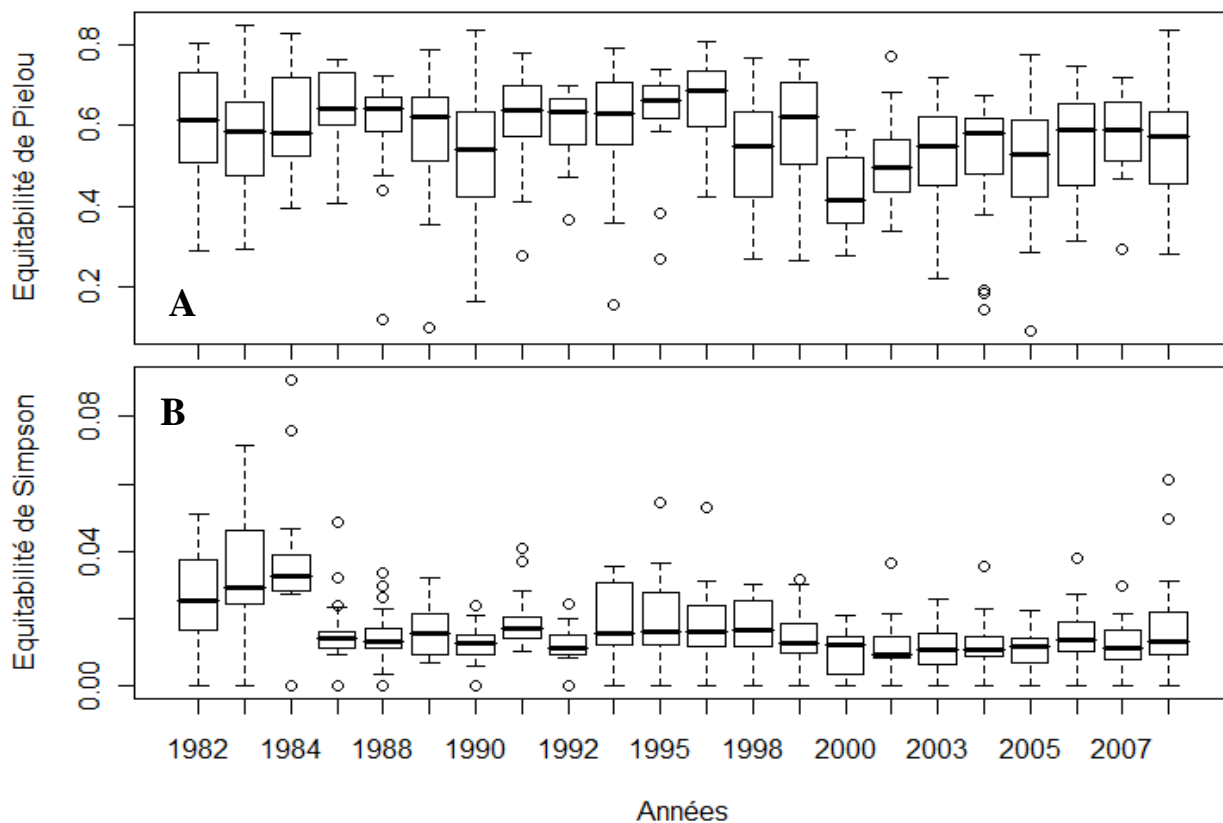 Equitabilité de Pielou
0.8
0.6
0.4
0.2
A
Equitabilité de Simpson
0.08
0.04
0.00
B
1982 1984 1988 1990 1992 1995 1998 2000 2003 2005 2007
Années